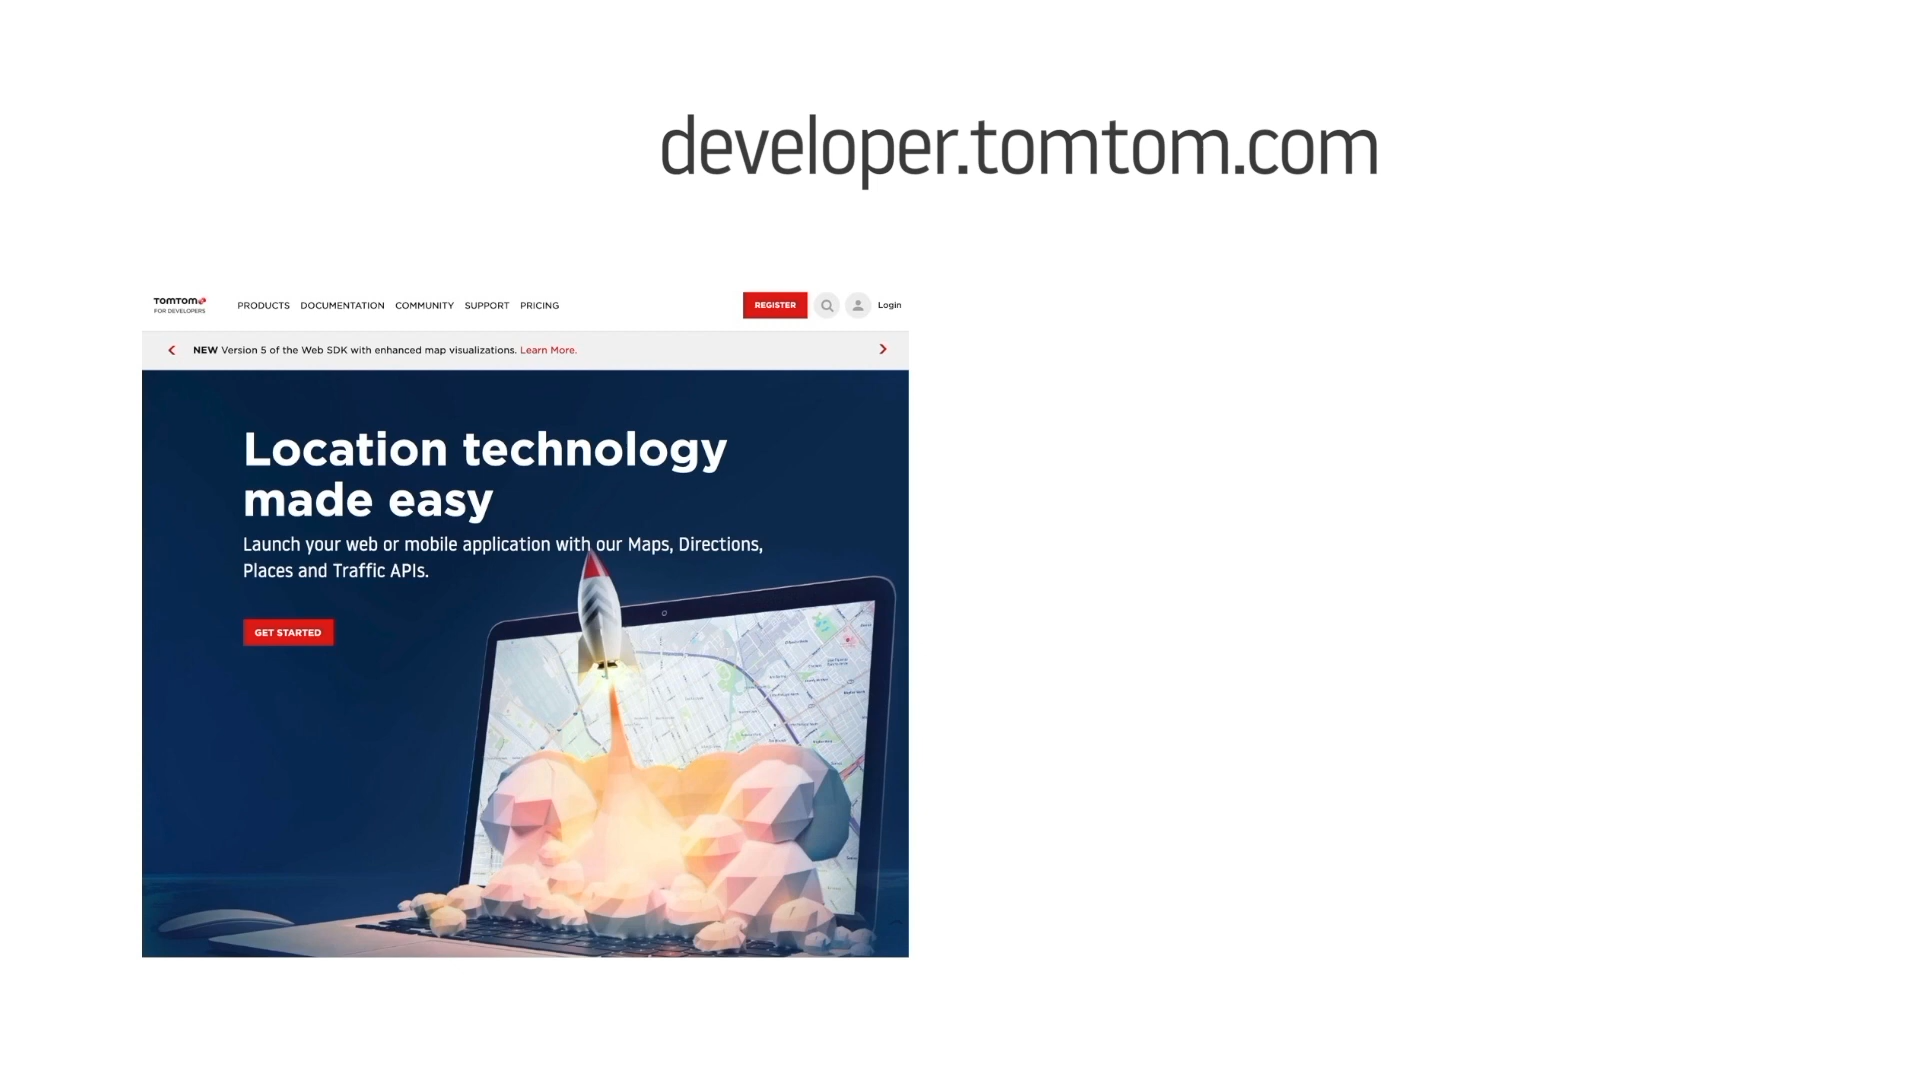 developer.tomtom.com
TOMTOM
FOR DEVELOPERS
PRODUCTS DOCUMENTATION COMMUNITY SUPPORT PRICING
REGISTER
Login
NEW Version 5 of the Web SDK with enhanced map visualizations. Learn More.
Location technology
made easy
Launch your web or mobile application with our Maps, Directions,
Places and Traffic APIs.
GET STARTED